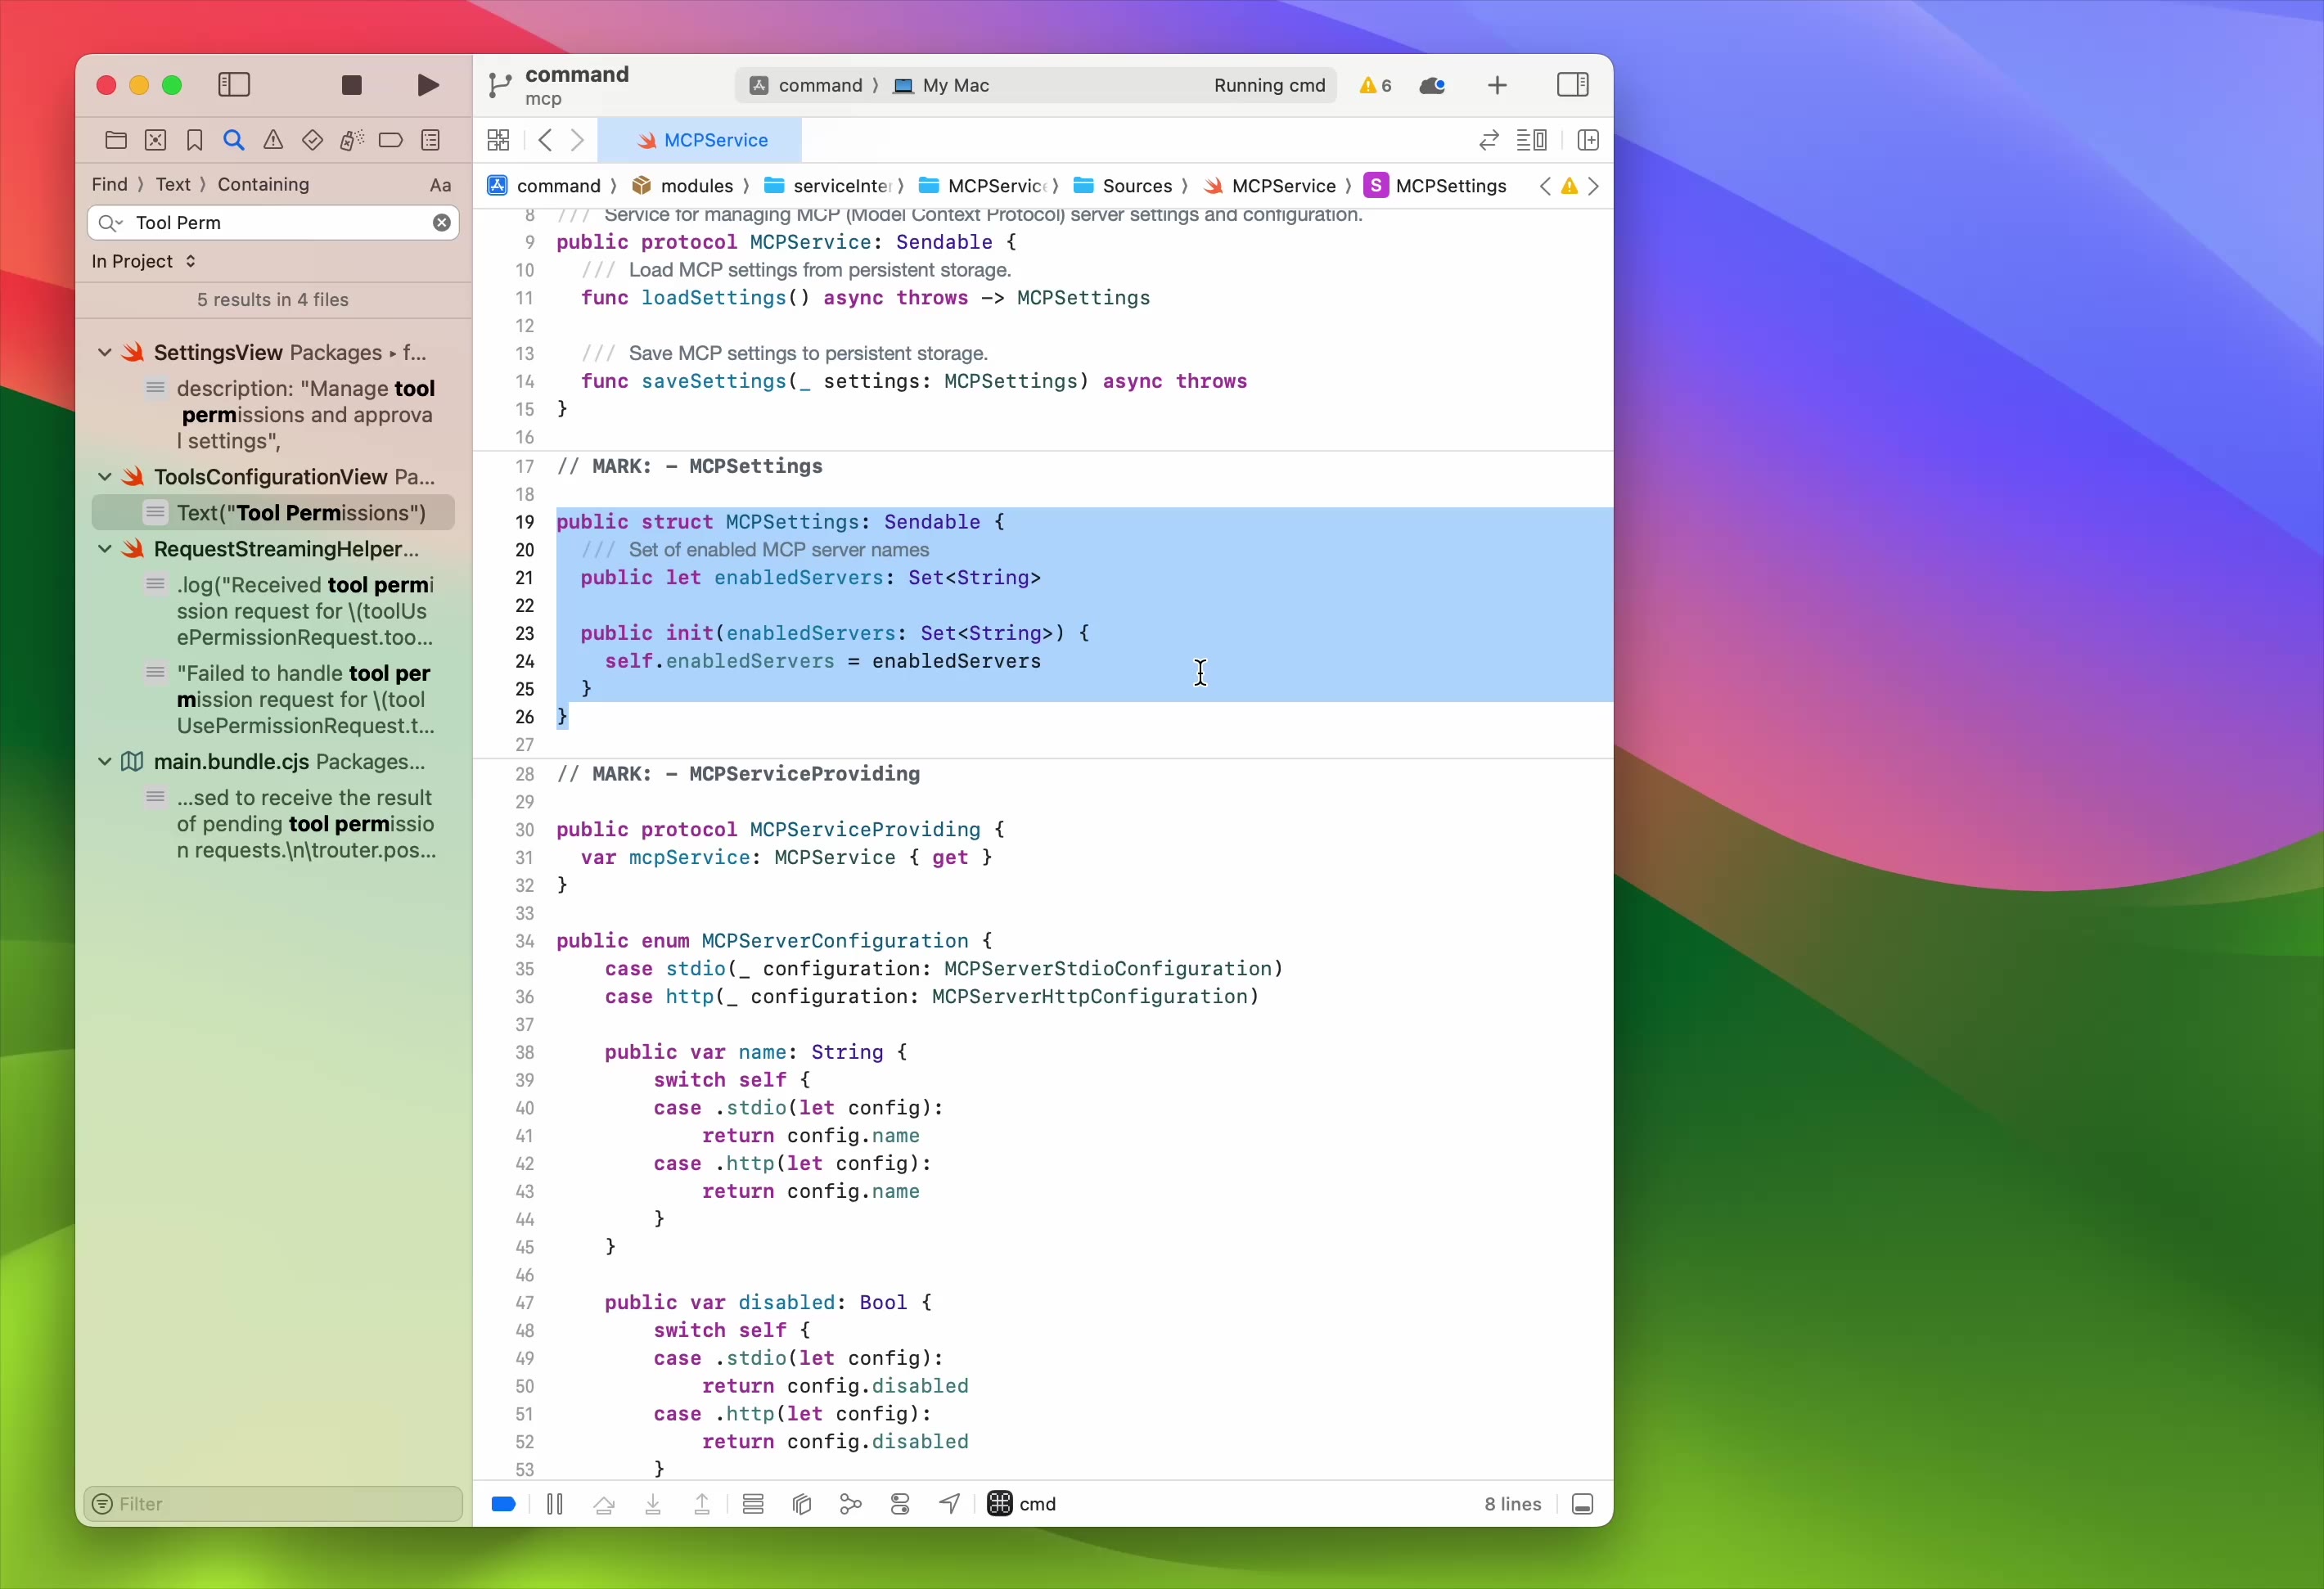 command
mcp
command 〉 My Mac
Running cmd
6
MCPService
Find 〉 Text 〉 Containing
Aa
Tool Perm
In Project
5 results in 4 files
SettingsView Packages ▸ f...
description: "Manage tool
permissions and approva
l settings",
ToolsConfigurationView Pa...
Text("Tool Permissions")
RequestStreamingHelper...
.log("Received tool permi
ssion request for \(toolUs
ePermissionRequest.too...
"Failed to handle tool per
mission request for \(tool
UsePermissionRequest.t...
main.bundle.cjs Packages...
...sed to receive the result
of pending tool permissio
n requests.\n\trouter.pos...
Filter
command 〉 modules 〉 serviceInter 〉 MCPServic 〉 Sources 〉 MCPService 〉 S MCPSettings
8 /// Service for managing MCP (Model Context Protocol) server settings and configuration.
9 public protocol MCPService: Sendable {
10 /// Load MCP settings from persistent storage.
11 func loadSettings() async throws -> MCPSettings
12
13 /// Save MCP settings to persistent storage.
14 func saveSettings(_ settings: MCPSettings) async throws
15 }
16
17 // MARK: - MCPSettings
18
19 public struct MCPSettings: Sendable {
20 /// Set of enabled MCP server names
21 public let enabledServers: Set<String>
22
23 public init(enabledServers: Set<String>) {
24 self.enabledServers = enabledServers
25 }
26 }
27
28 // MARK: - MCPServiceProviding
29
30 public protocol MCPServiceProviding {
31 var mcpService: MCPService { get }
32 }
33
34 public enum MCPServerConfiguration {
35 case stdio(_ configuration: MCPServerStdioConfiguration)
36 case http(_ configuration: MCPServerHttpConfiguration)
37
38 public var name: String {
39 switch self {
40 case .stdio(let config):
41 return config.name
42 case .http(let config):
43 return config.name
44 }
45 }
46
47 public var disabled: Bool {
48 switch self {
49 case .stdio(let config):
50 return config.disabled
51 case .http(let config):
52 return config.disabled
53 }
cmd
8 lines